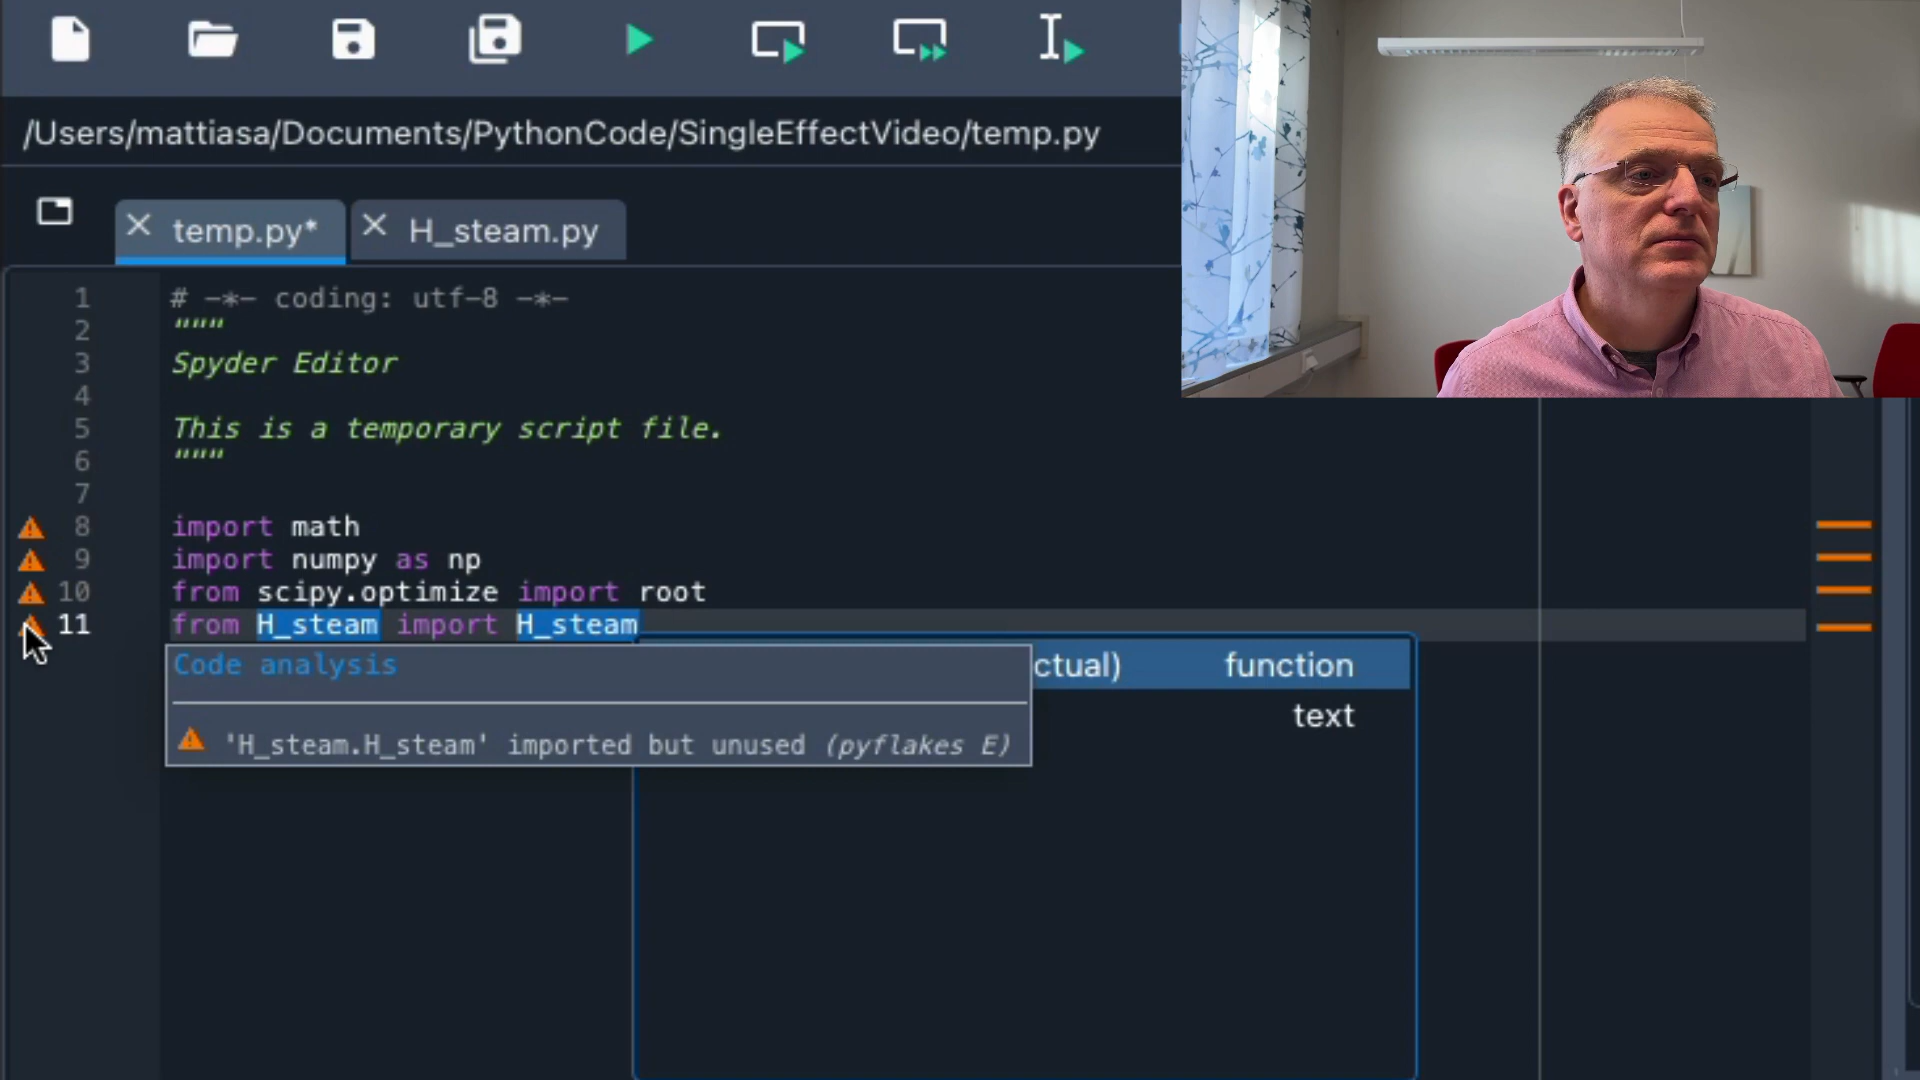 /Users/mattiasa/Documents/PythonCode/SingleEffectVideo/temp.py
temp.py* H_steam.py
1 # -*- coding: utf-8 -*-
2 """
3 Spyder Editor
4
5 This is a temporary script file.
6 """
7
8 import math
9 import numpy as np
10 from scipy.optimize import root
11 from H_steam import H_steam
Code analysis
ctual) function
text
'H_steam.H_steam' imported but unused (pyflakes E)